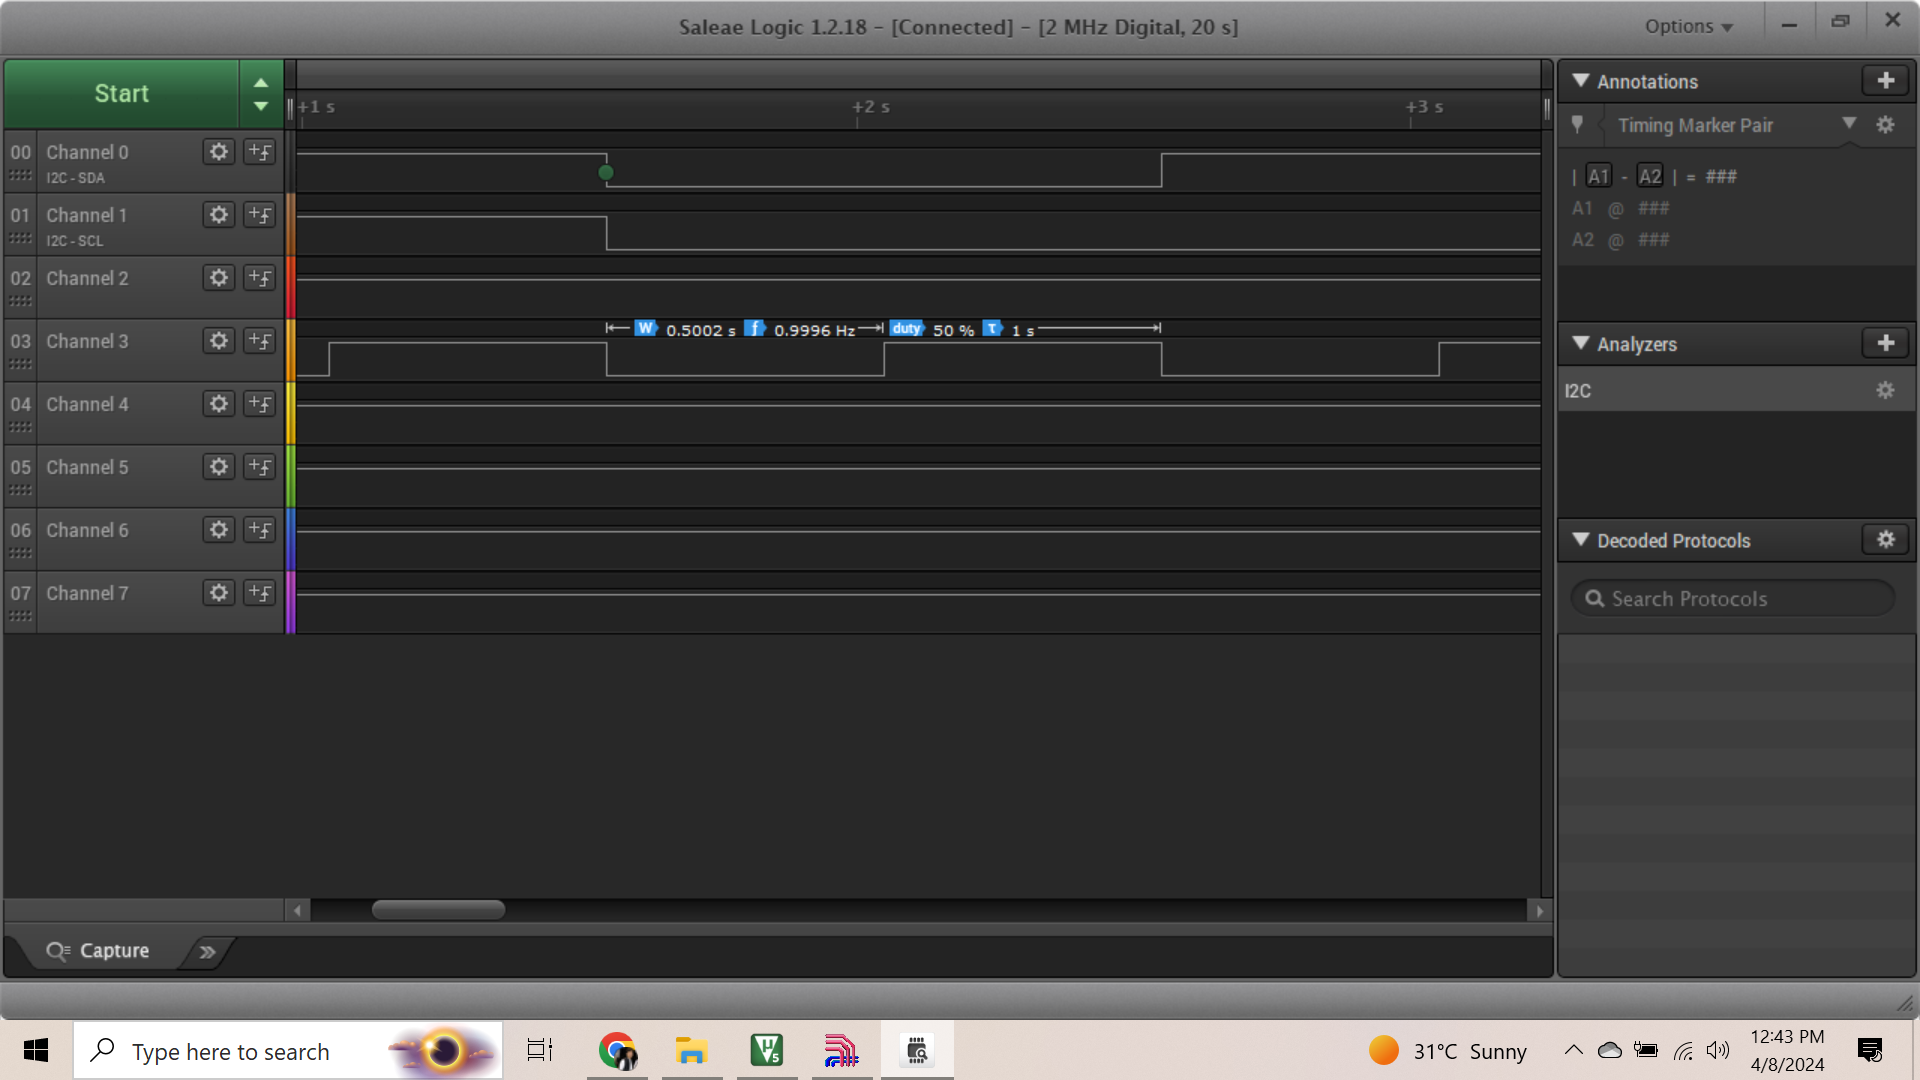 Saleae Logic 1.2.18 - [Connected] - [2 MHz Digital, 20 s]
Options
Start
+1 s
+2 s
+3 s
00 Channel 0
I2C - SDA
01 Channel 1
I2C - SCL
02 Channel 2
03 Channel 3
W 0.5002 s f 0.9996 Hz duty 50 % T 1 s
04 Channel 4
05 Channel 5
06 Channel 6
07 Channel 7
Capture
Annotations
Timing Marker Pair
| A1 - A2 | = ###
A1 @ ###
A2 @ ###
Analyzers
I2C
Decoded Protocols
Search Protocols
Type here to search
31°C Sunny
12:43 PM
4/8/2024